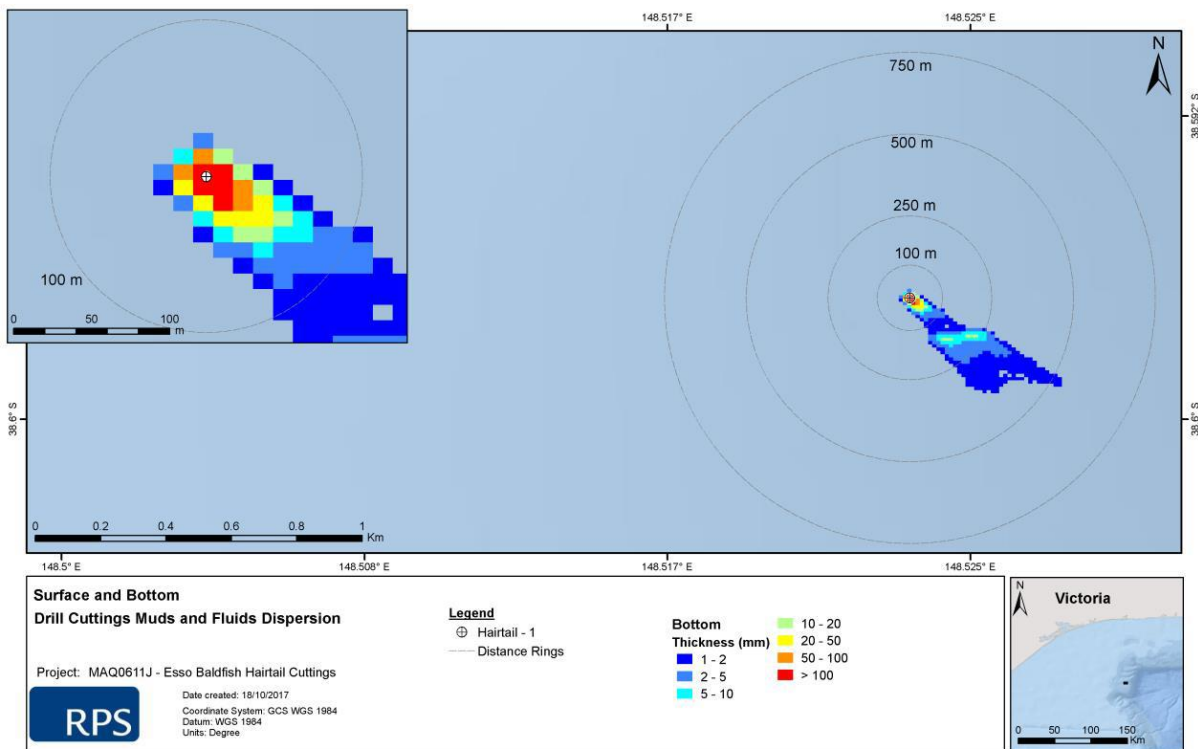 148.517° E
148.525° E
N
750 m
500 m
250 m
100 m
38.592° S
38.592° S
100 m
0 50 100
m
38.6° S
38.6° S
0 0.2 0.4 0.6 0.8 1
Km
148.5° E
148.508° E
148.517° E
148.525° E
Surface and Bottom
Drill Cuttings Muds and Fluids Dispersion
Project: MAQ0611J - Esso Baldfish Hairtail Cuttings
RPS
Date created: 18/10/2017
Coordinate System: GCS WGS 1984
Datum: WGS 1984
Units: Degree
Legend
Hairtail - 1
Distance Rings
Bottom
Thickness (mm)
1 - 2
2 - 5
5 - 10
10 - 20
20 - 50
50 - 100
> 100
N
Victoria
0 50 100 150
Km